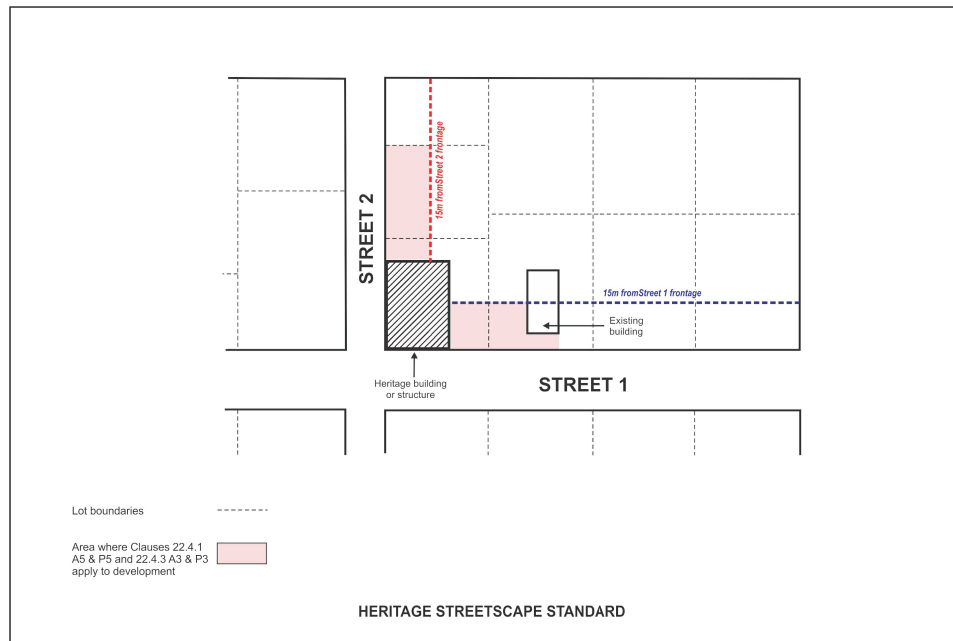 15m fromStreet 2 frontage
STREET 2
15m fromStreet 1 frontage
Existing
building
Heritage building
or structure
STREET 1
Lot boundaries
Area where Clauses 22.4.1
A5 & P5 and 22.4.3 A3 & P3
apply to development
HERITAGE STREETSCAPE STANDARD